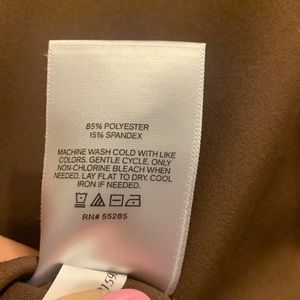 85% POLYESTER
15% SPANDEX
MACHINE WASH COLD WITH LIKE
COLORS. GENTLE CYCLE. ONLY
NON-CHLORINE BLEACH WHEN
NEEDED. LAY FLAT TO DRY. COOL
IRON IF NEEDED.
RN# 55285